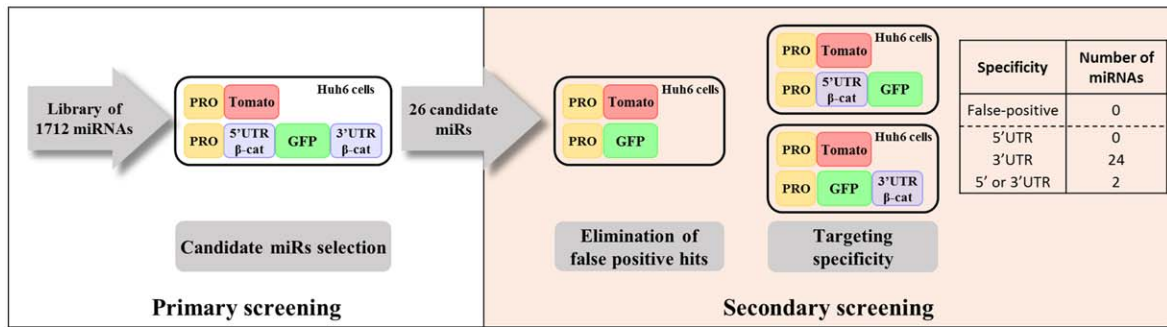 Library of
1712 miRNAs
Huh6 cells
PRO Tomato
PRO 5’UTR β-cat GFP 3’UTR β-cat
Candidate miRs selection
Primary screening
26 candidate
miRs
Huh6 cells
PRO Tomato
PRO GFP
Elimination of
false positive hits
Huh6 cells
PRO Tomato
PRO 5’UTR β-cat GFP
Huh6 cells
PRO Tomato
PRO GFP 3’UTR β-cat
Targeting
specificity
Secondary screening
Specificity Number of miRNAs
False-positive 0
5’UTR 0
3’UTR 24
5’ or 3’UTR 2